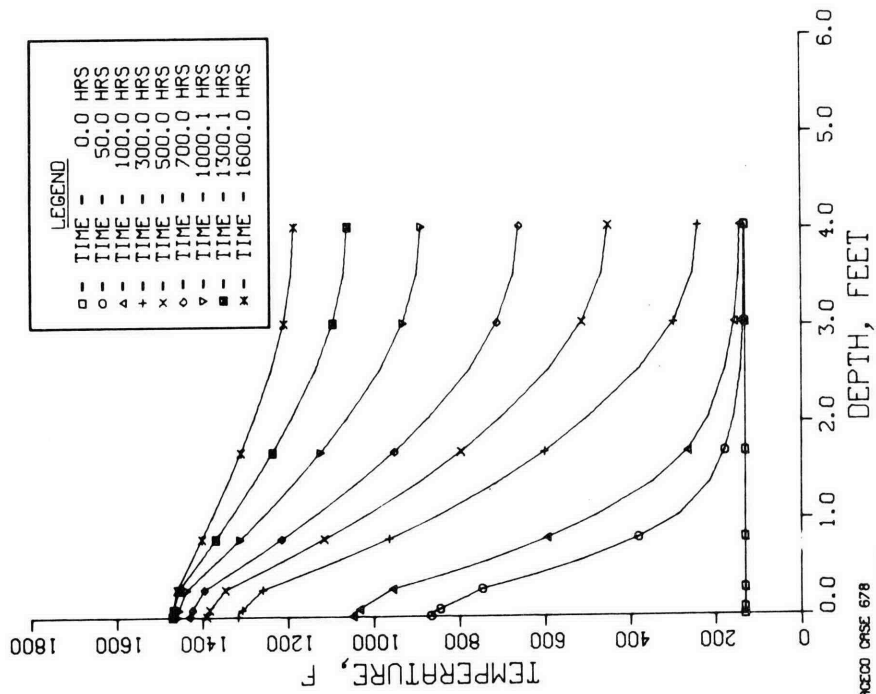 LEGEND
□ - TIME - 0.0 HRS
○ - TIME - 50.0 HRS
△ - TIME - 100.0 HRS
+ - TIME - 300.0 HRS
× - TIME - 500.0 HRS
◇ - TIME - 700.0 HRS
▽ - TIME - 1000.1 HRS
⊠ - TIME - 1300.1 HRS
✱ - TIME - 1600.0 HRS
TEMPERATURE, F
1800
1600
1400
1200
1000
800
600
400
200
0
0.0 1.0 2.0 3.0 4.0 5.0 6.0
DEPTH, FEET
CASE 678